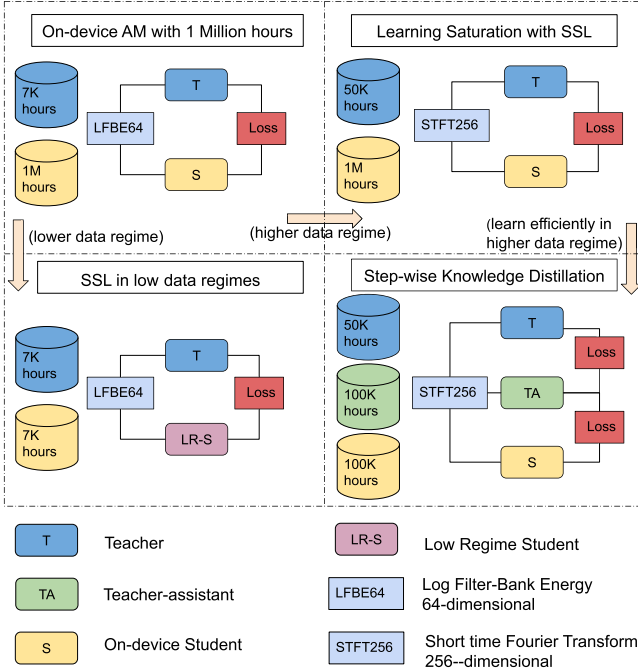 On-device AM with 1 Million hours
7K
hours
T
LFBE64
Loss
1M
hours
S
Learning Saturation with SSL
50K
hours
T
STFT256
Loss
1M
hours
S
(lower data regime)
(higher data regime)
(learn efficiently in
higher data regime)
SSL in low data regimes
7K
hours
T
LFBE64
Loss
7K
hours
LR-S
Step-wise Knowledge Distillation
50K
hours
T
Loss
100K
hours
STFT256
TA
Loss
100K
hours
S
T
Teacher
LR-S
Low Regime Student
TA
Teacher-assistant
LFBE64
Log Filter-Bank Energy
64-dimensional
S
On-device Student
STFT256
Short time Fourier Transform
256--dimensional